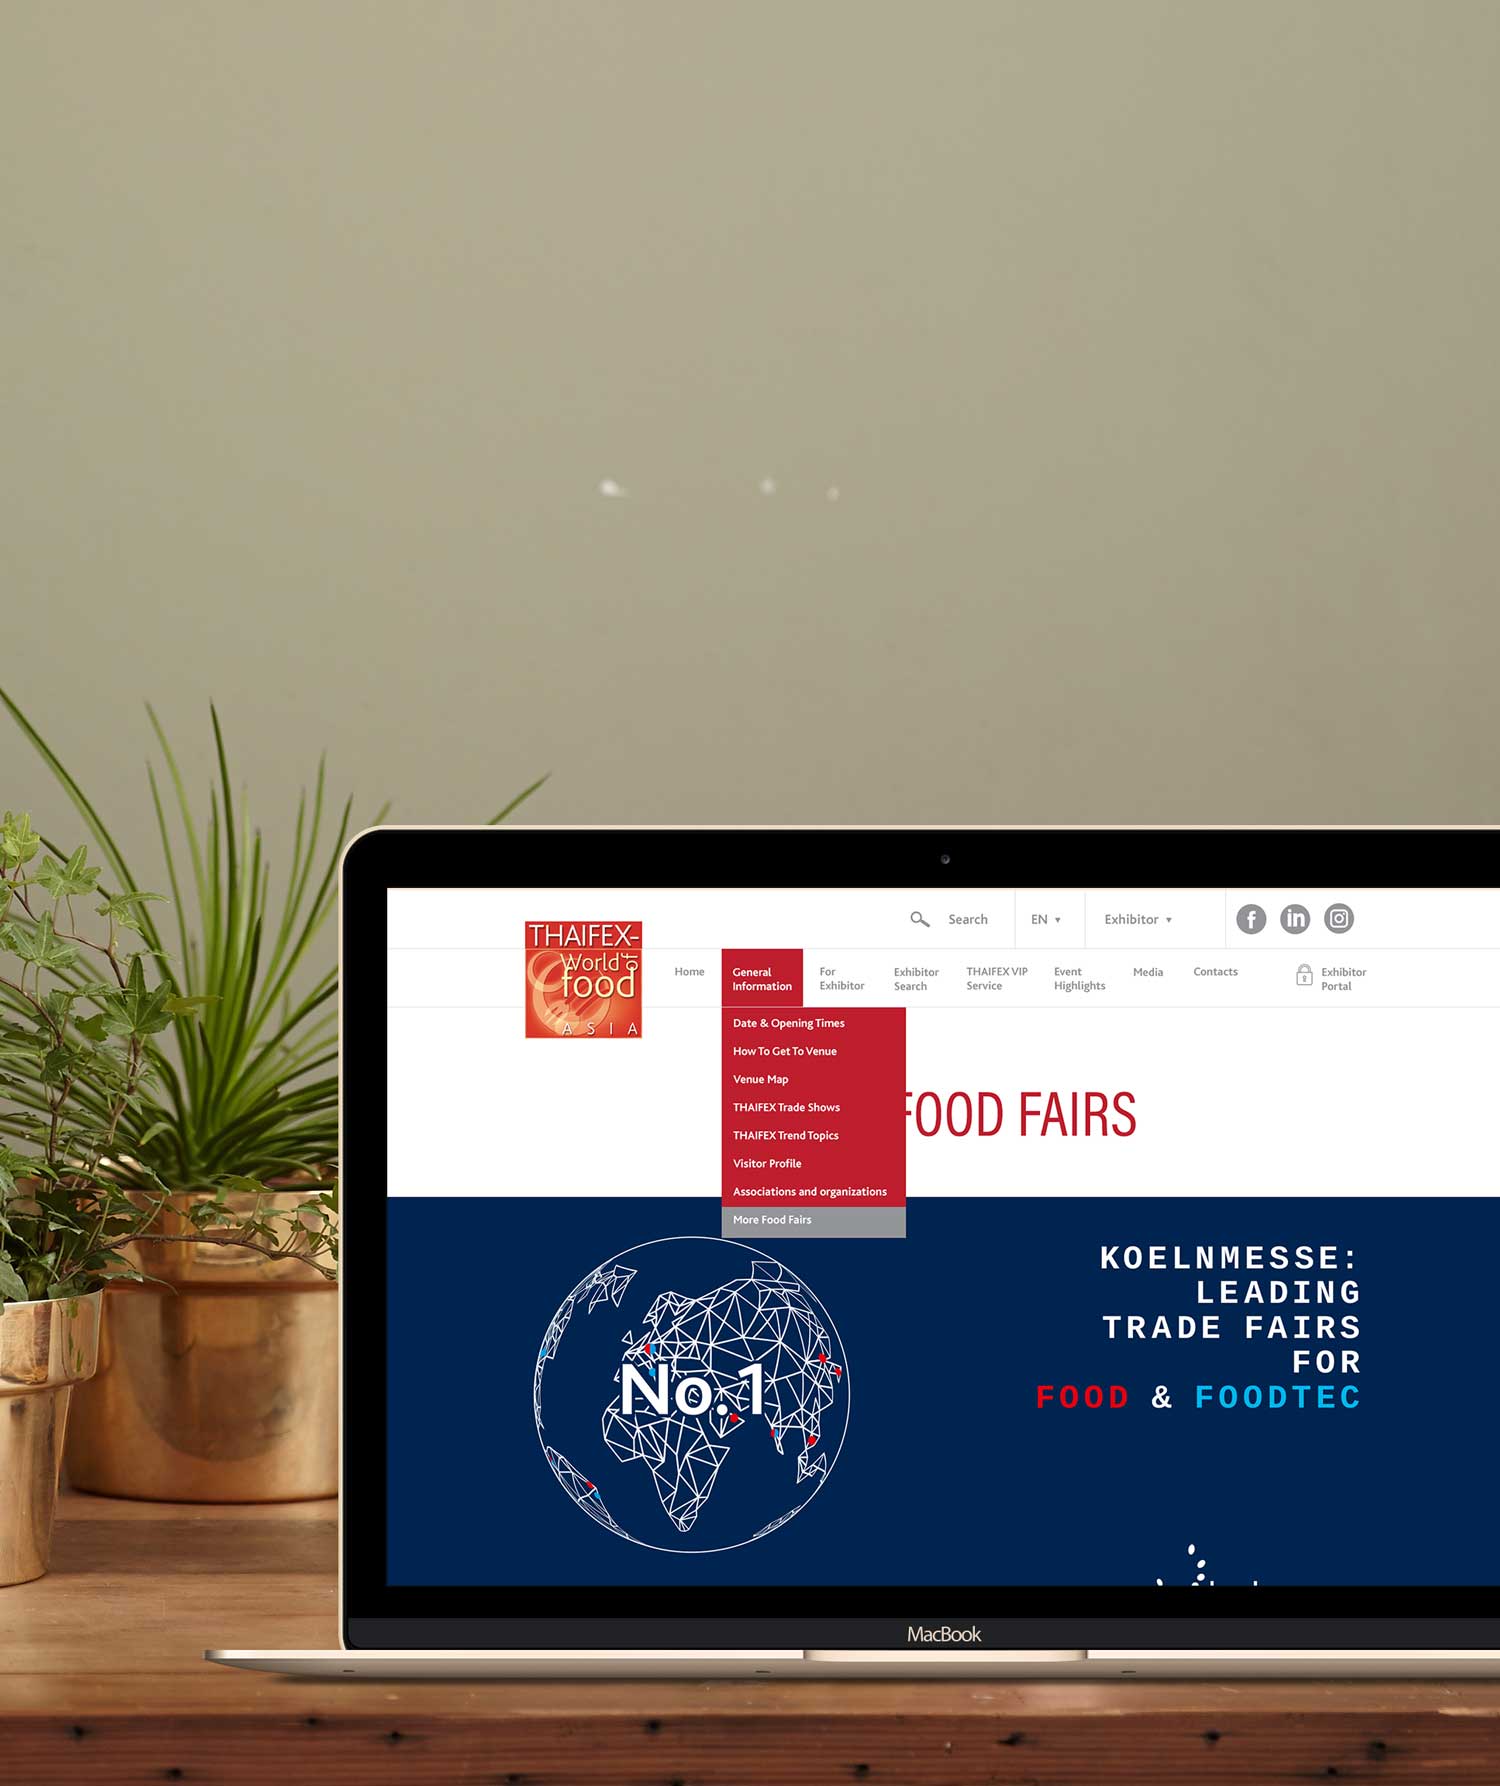 Search
EN
Exhibitor
THAIFEX-
World of
food
ASIA
Home
General
Information
For
Exhibitor
Exhibitor
Search
THAIFEX VIP
Service
Event
Highlights
Media
Contacts
Exhibitor
Portal
Date & Opening Times
How To Get To Venue
Venue Map
THAIFEX Trade Shows
THAIFEX Trend Topics
Visitor Profile
Associations and organizations
More Food Fairs
FOOD FAIRS
No.1
KOELNMESSE:
LEADING
TRADE FAIRS
FOR
FOOD & FOODTEC
MacBook